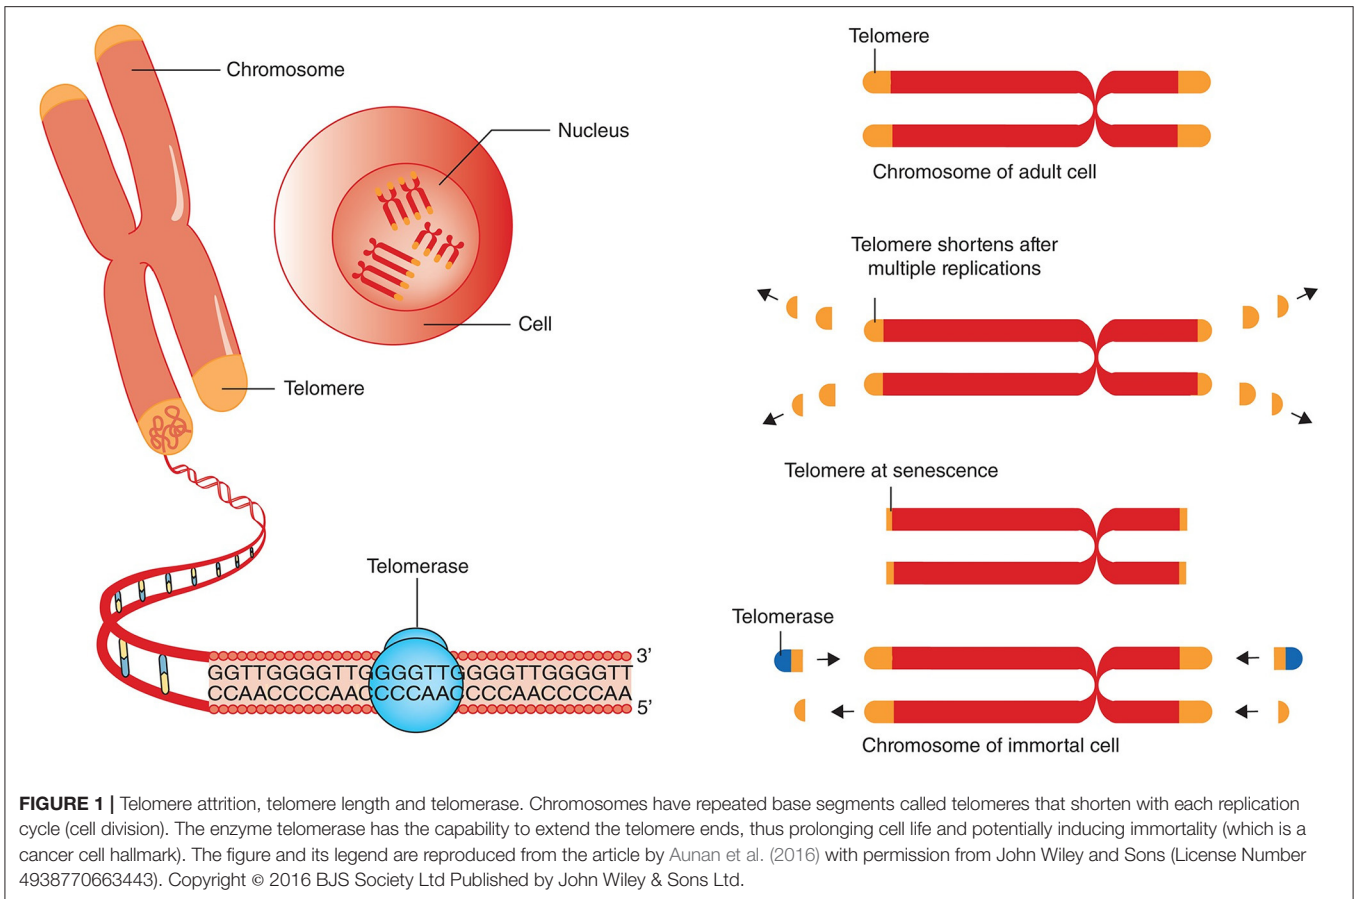 Chromosome
Nucleus
Cell
Telomere
Telomerase
GGTTGGGGTTGGGGTTGGGGTTGGGGTT
3’
CCAACCCCAACCCCAACCCCAACCCCAA
5’
Telomere
Chromosome of adult cell
Telomere shortens after
multiple replications
Telomere at senescence
Telomerase
Chromosome of immortal cell
FIGURE 1 | Telomere attrition, telomere length and telomerase. Chromosomes have repeated base segments called telomeres that shorten with each replication
cycle (cell division). The enzyme telomerase has the capability to extend the telomere ends, thus prolonging cell life and potentially inducing immortality (which is a
cancer cell hallmark). The figure and its legend are reproduced from the article by Aunan et al. (2016) with permission from John Wiley and Sons (License Number
4938770663443). Copyright © 2016 BJS Society Ltd Published by John Wiley & Sons Ltd.